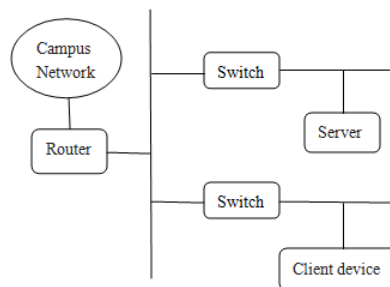 Campus
Network
Switch
Server
Router
Switch
Client device